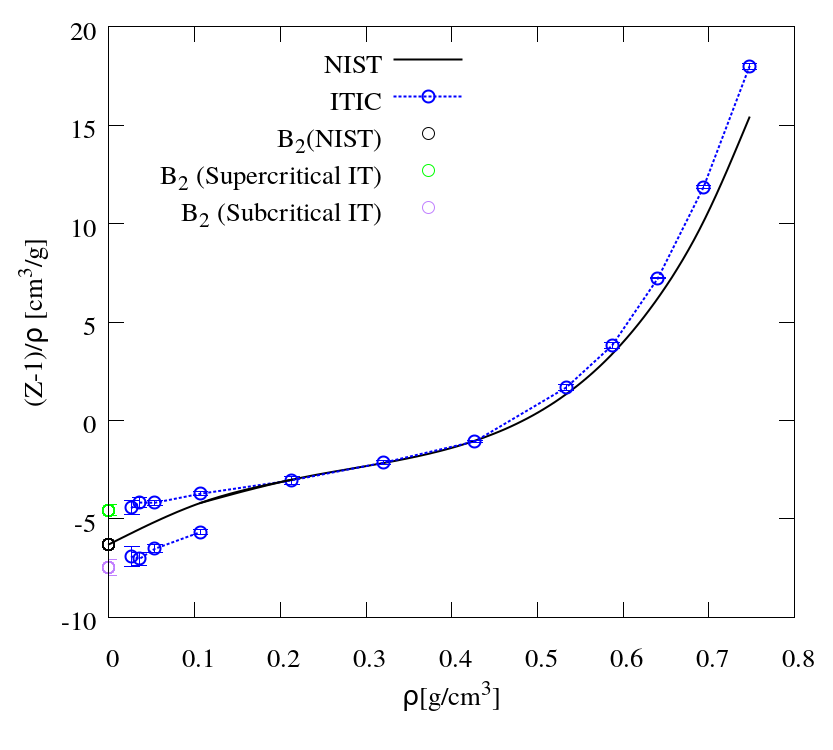 20
15
10
5
0
-5
-10
(Z-1)/ρ [cm³/g]
NIST
ITIC
B₂(NIST)
B₂ (Supercritical IT)
B₂ (Subcritical IT)
0 0.1 0.2 0.3 0.4 0.5 0.6 0.7 0.8
ρ[g/cm³]